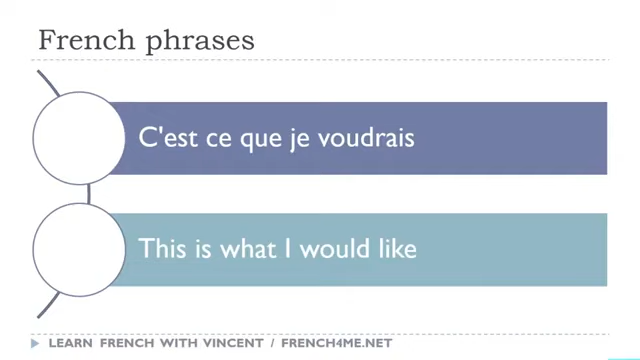 French phrases
C'est ce que je voudrais
This is what I would like
LEARN FRENCH WITH VINCENT / FRENCH4ME.NET